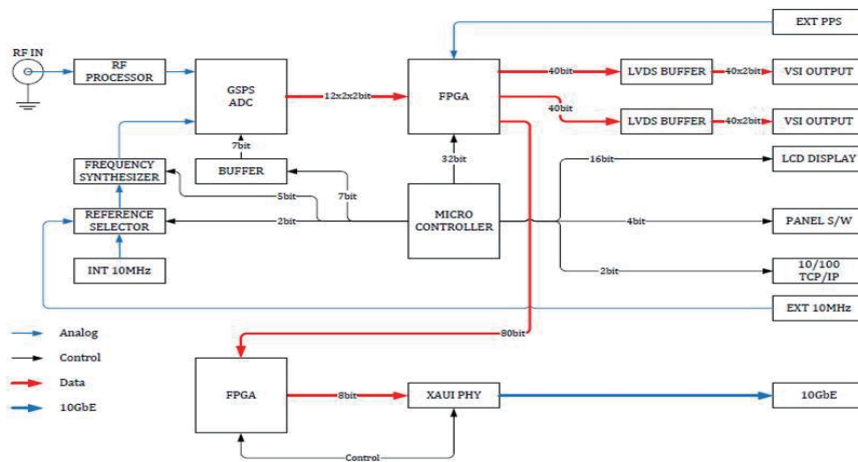 EXT PPS
RF IN
RF
PROCESSOR
GSPS
ADC
12x2x2bit
FPGA
40bit
LVDS BUFFER
40x2bit
VSI OUTPUT
40bit
LVDS BUFFER
40x2bit
VSI OUTPUT
7bit
FREQUENCY
SYNTHESIZER
BUFFER
32bit
16bit
LCD DISPLAY
5bit
7bit
REFERENCE
SELECTOR
2bit
MICRO
CONTROLLER
4bit
PANEL S/W
INT 10MHz
2bit
10/100
TCP/IP
EXT 10MHz
Analog
80bit
Control
Data
FPGA
8bit
XAUI PHY
10GbE
10GbE
Control